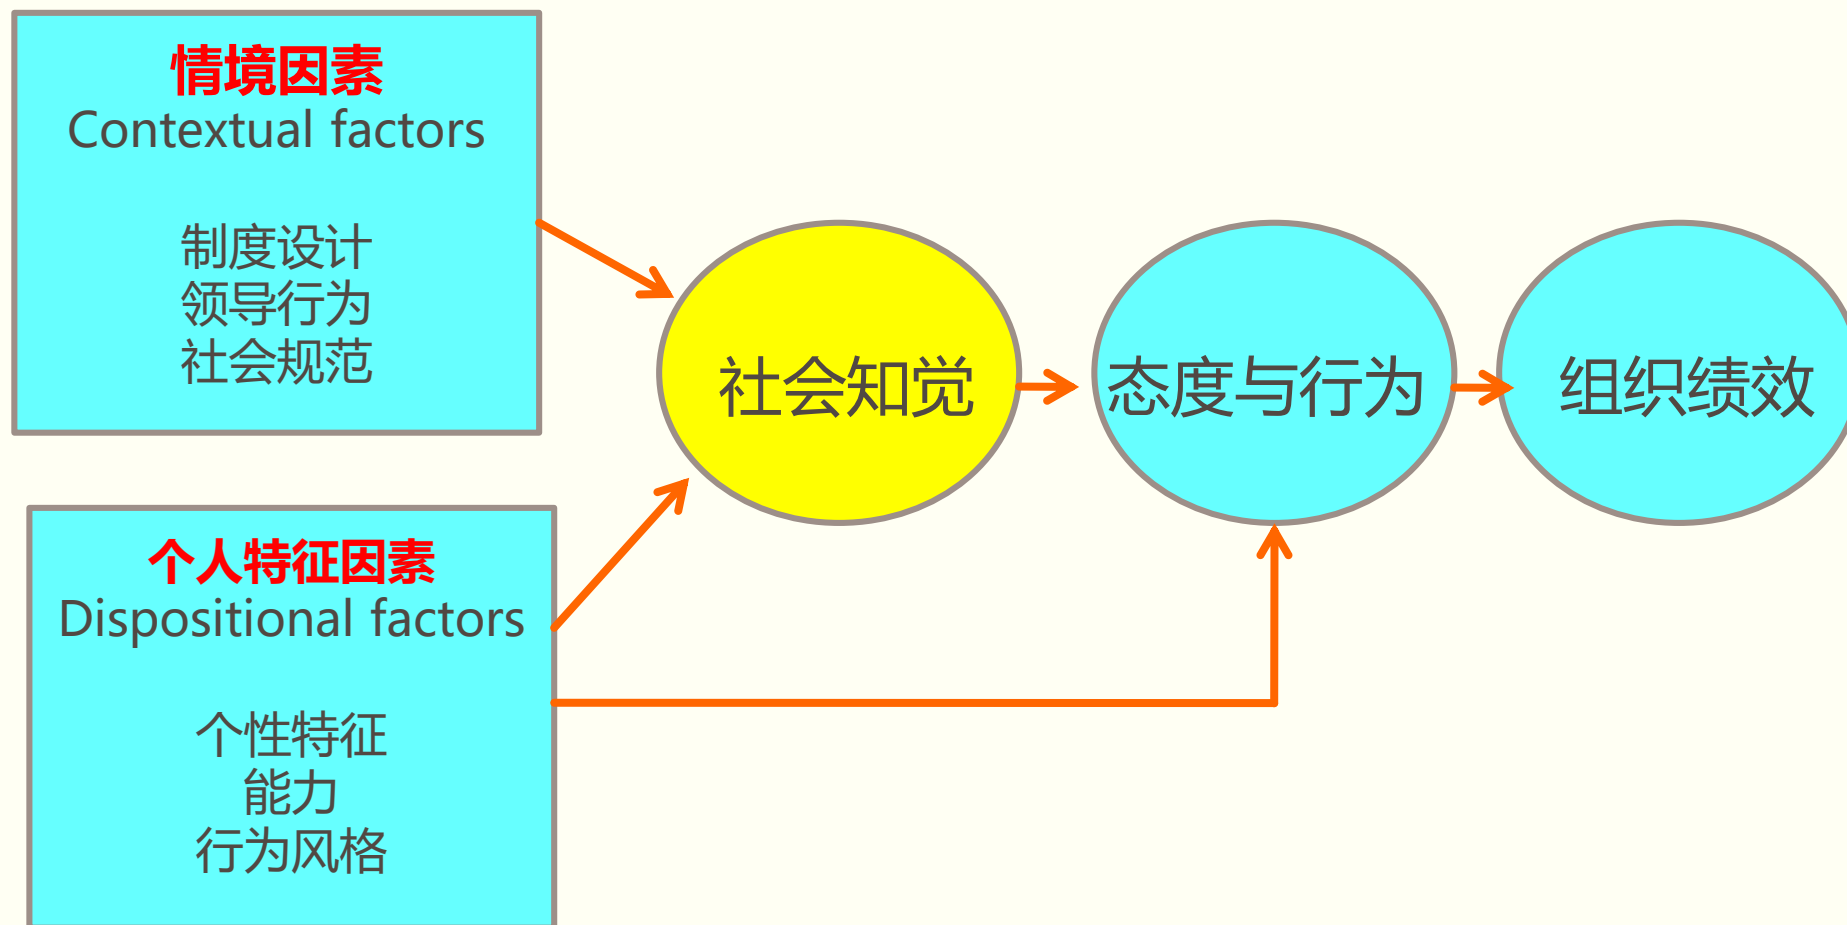 情境因素
Contextual factors
制度设计
领导行为
社会规范
社会知觉
态度与行为
组织绩效
个人特征因素
Dispositional factors
个性特征
能力
行为风格